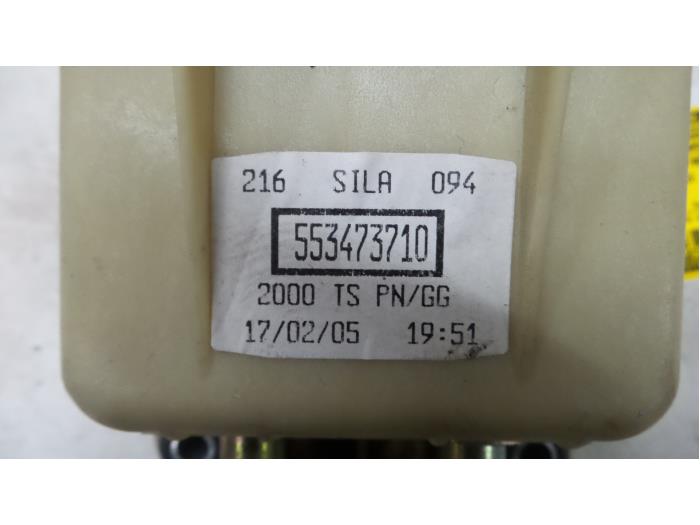 216 SILA 094
553473710
2000 TS PN/GG
17/02/05 19:51